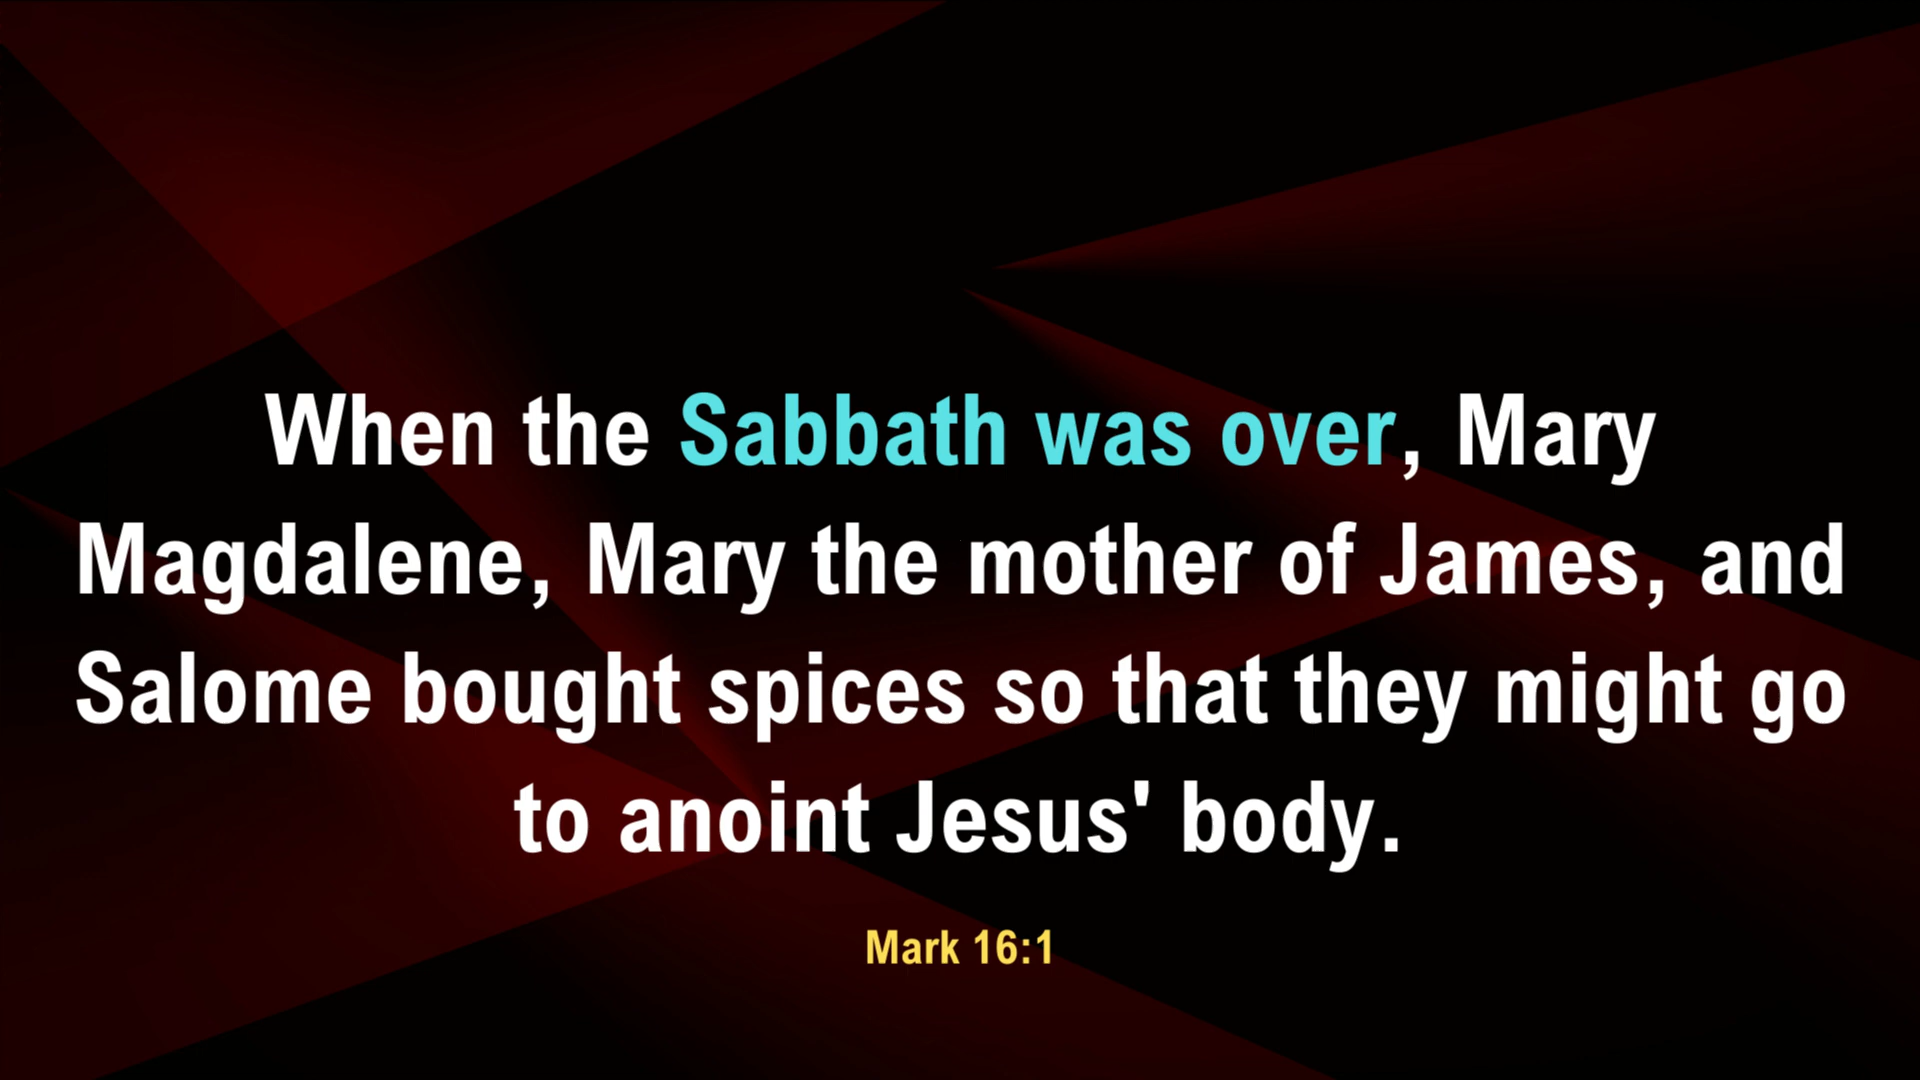 When the Sabbath was over, Mary
Magdalene, Mary the mother of James, and
Salome bought spices so that they might go
to anoint Jesus' body.
Mark 16:1